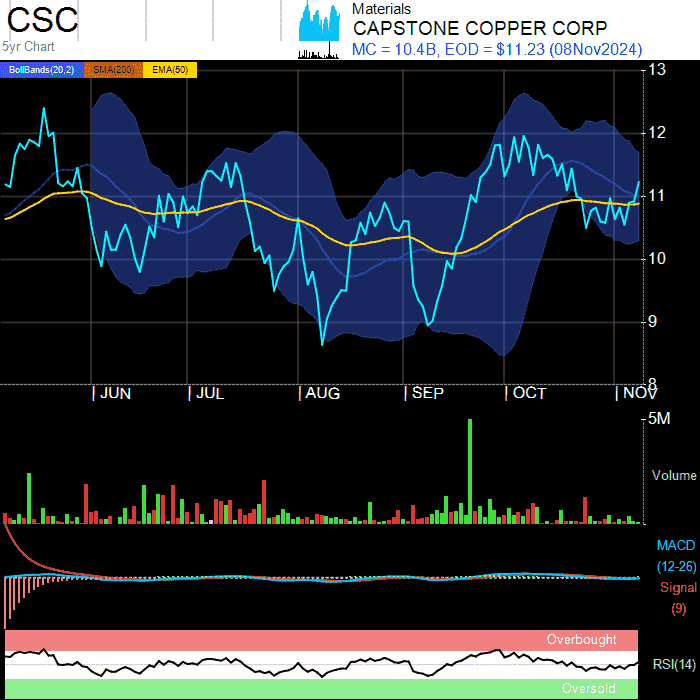 CSC
5yr Chart
Materials
CAPSTONE COPPER CORP
MC = 10.4B, EOD = $11.23 (08Nov2024)
BollBands(20,2) SMA(200) EMA(50)
13
12
11
10
9
8
JUN JUL AUG SEP OCT NOV
5M
Volume
MACD
(12-26)
Signal
(9)
Overbought
RSI(14)
Oversold